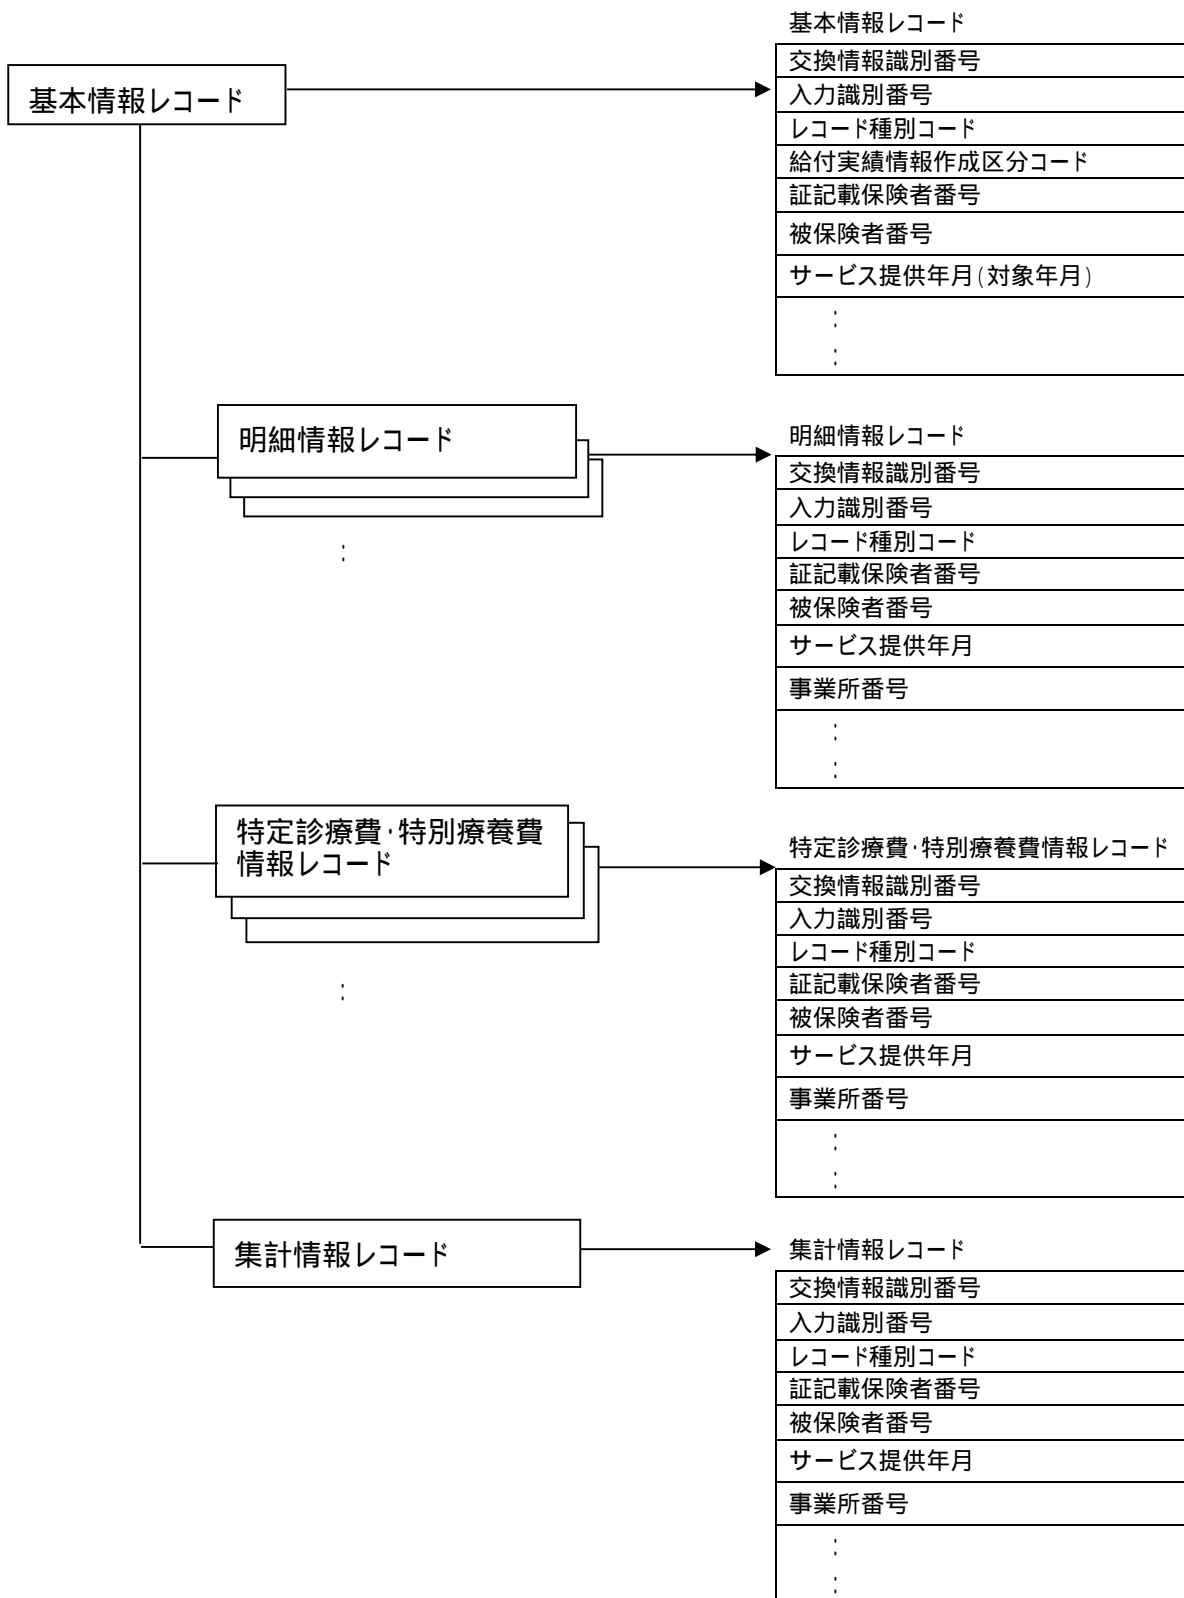 基本情報レコード
基本情報レコード
交換情報識別番号
入力識別番号
レコード種別コード
給付実績情報作成区分コード
証記載保険者番号
被保険者番号
サービス提供年月(対象年月)
:
:
明細情報レコード
:
明細情報レコード
交換情報識別番号
入力識別番号
レコード種別コード
証記載保険者番号
被保険者番号
サービス提供年月
事業所番号
:
:
特定診療費・特別療養費
情報レコード
:
特定診療費・特別療養費情報レコード
交換情報識別番号
入力識別番号
レコード種別コード
証記載保険者番号
被保険者番号
サービス提供年月
事業所番号
:
:
集計情報レコード
集計情報レコード
交換情報識別番号
入力識別番号
レコード種別コード
証記載保険者番号
被保険者番号
サービス提供年月
事業所番号
:
: